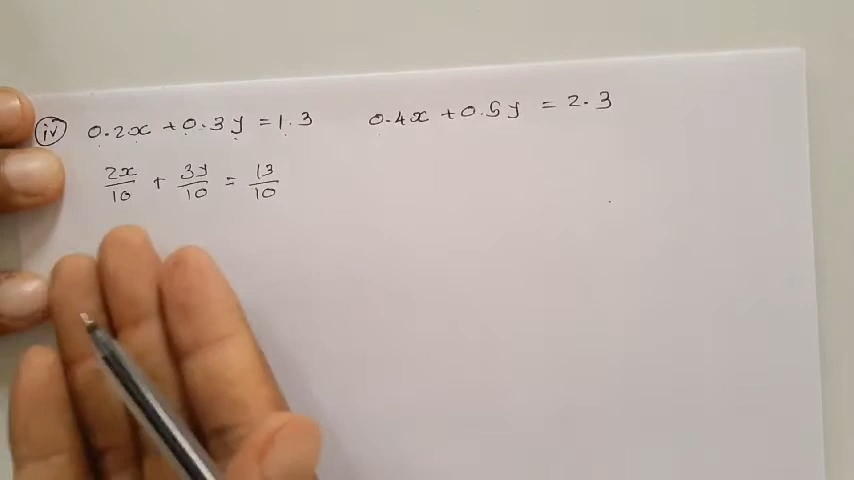 (iv) 0.2x + 0.3y = 1.3 0.4x + 0.5y = 2.3
2x/10 + 3y/10 = 13/10